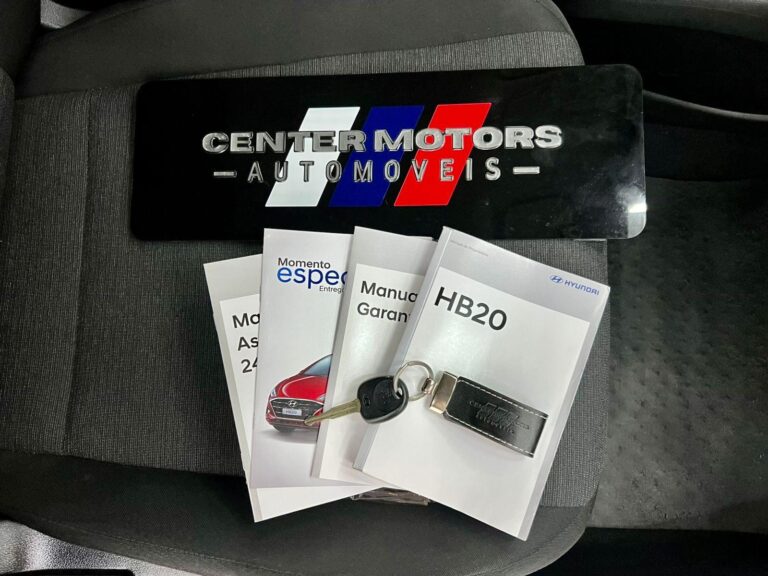 CENTER MOTORS
AUTOMOVEIS
Momento
espec
Entreg
Ma
As
24
Manua
Garan
HYUNDAI
HB20